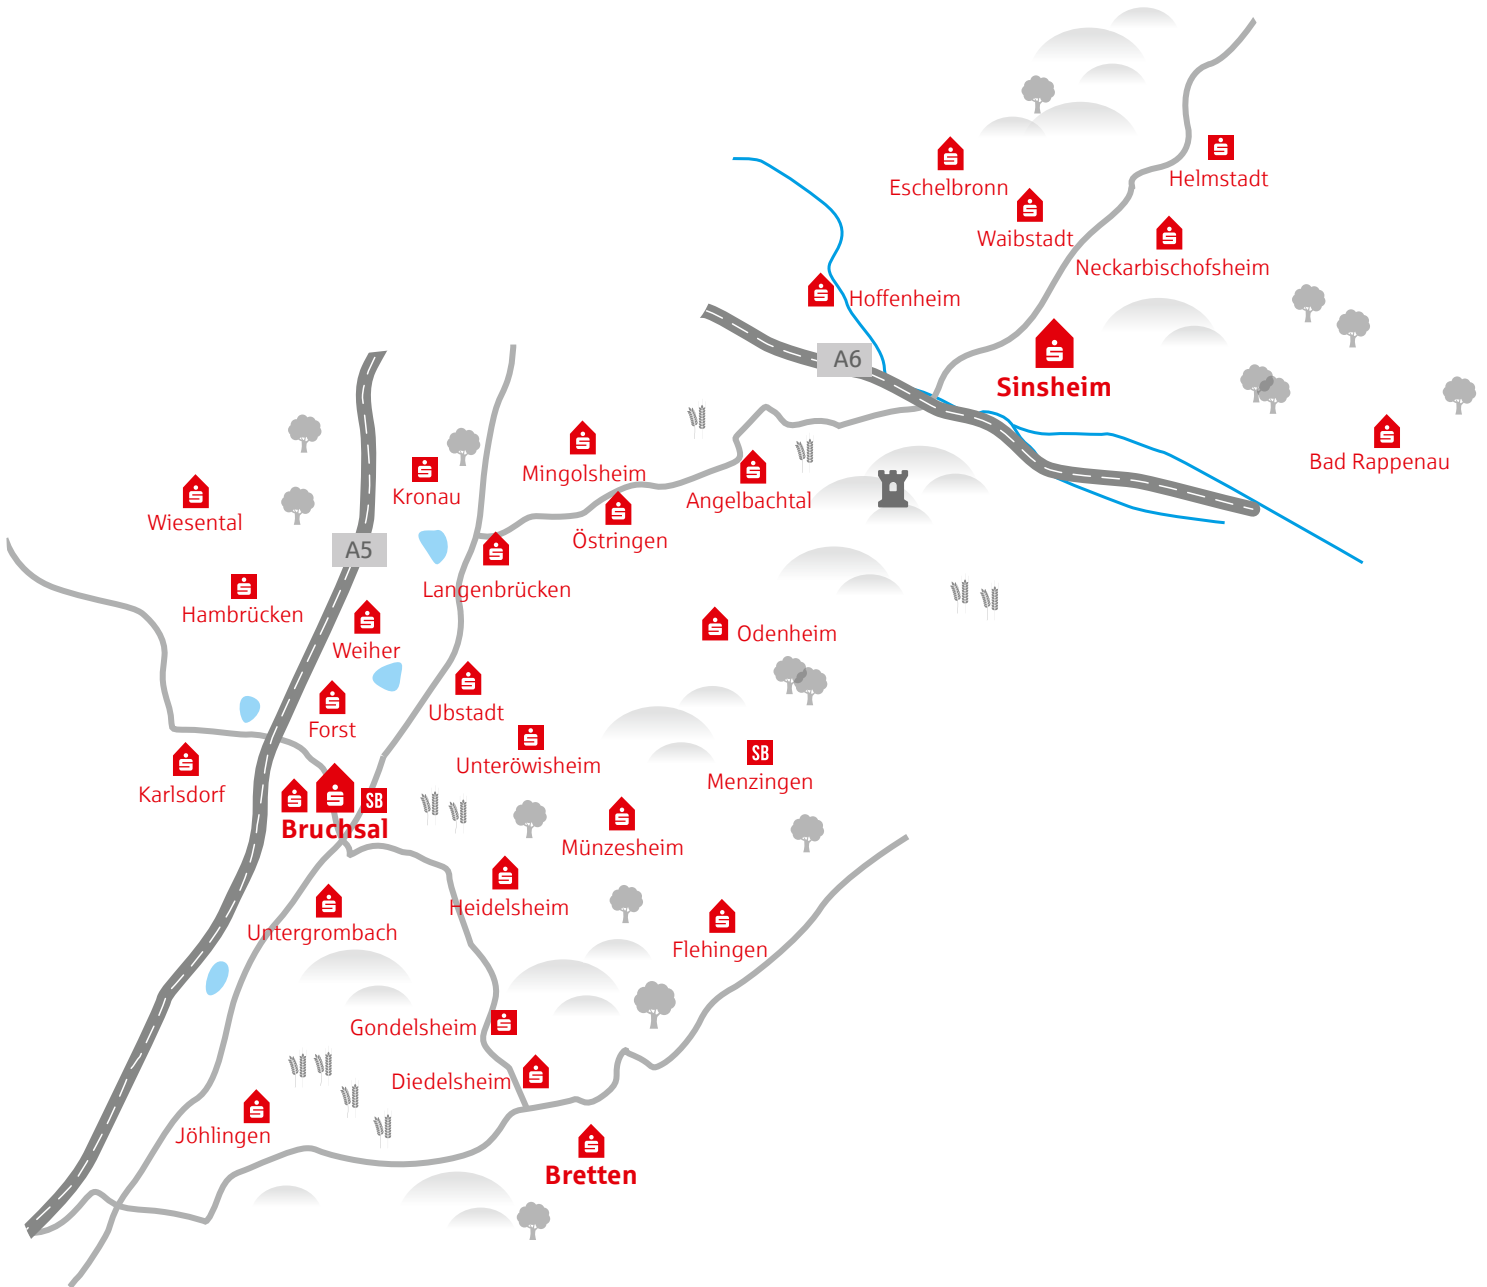 Helmstadt
Eschelbronn
Waibstadt
Neckarbischofsheim
Hoffenheim
A6
Sinsheim
Bad Rappenau
Mingolsheim
Kronau
Angelbachtal
Wiesental
Östringen
A5
Langenbrücken
Hambrücken
Weiher
Odenheim
Ubstadt
Forst
Unteröwisheim
SB
Menzingen
Karlsdorf
SB
Bruchsal
Münzesheim
Heidelsheim
Untergrombach
Flehingen
Gondelsheim
Diedelsheim
Jöhlingen
Bretten